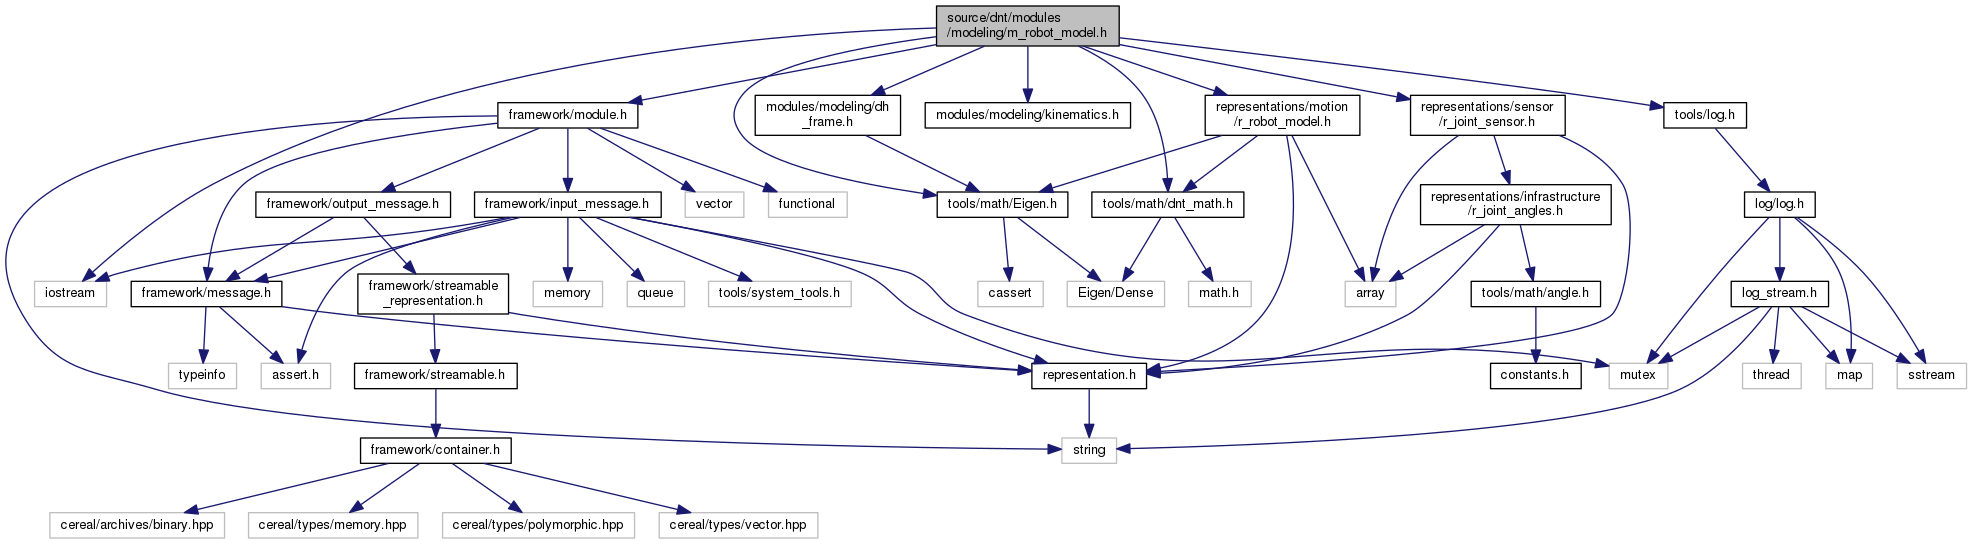 source/dnt/modules
/modeling/m_robot_model.h
framework/module.h
modules/modeling/dh
_frame.h
modules/modeling/kinematics.h
representations/motion
/r_robot_model.h
representations/sensor
/r_joint_sensor.h
tools/log.h
framework/output_message.h
framework/input_message.h
vector
functional
tools/math/Eigen.h
tools/math/dnt_math.h
representations/infrastructure
/r_joint_angles.h
log/log.h
iostream
framework/message.h
framework/streamable
_representation.h
memory
queue
tools/system_tools.h
cassert
Eigen/Dense
math.h
array
tools/math/angle.h
log_stream.h
typeinfo
assert.h
framework/streamable.h
representation.h
constants.h
mutex
thread
map
sstream
framework/container.h
string
cereal/archives/binary.hpp
cereal/types/memory.hpp
cereal/types/polymorphic.hpp
cereal/types/vector.hpp